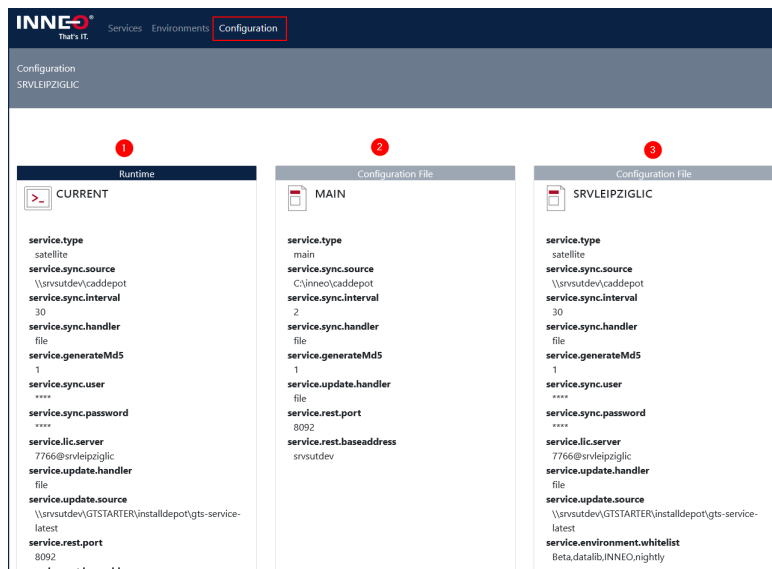 INNEO®
That's IT.
Services Environments Configuration
Configuration
SRVLEIPZIGLIC
1
2
3
Runtime
CURRENT
service.type
satellite
service.sync.source
\\srvsutdev\caddepot
service.sync.interval
30
service.sync.handler
file
service.generateMd5
1
service.sync.user
****
service.sync.password
****
service.lic.server
7766@srvleipziglic
service.update.handler
file
service.update.source
\\srvsutdev\GTSTARTER\installdepot\gts-service-
latest
service.rest.port
8092
Configuration File
MAIN
service.type
main
service.sync.source
C:\inneo\caddepot
service.sync.interval
2
service.sync.handler
file
service.generateMd5
1
service.update.handler
file
service.rest.port
8092
service.rest.baseaddress
srvsutdev
Configuration File
SRVLEIPZIGLIC
service.type
satellite
service.sync.source
\\srvsutdev\caddepot
service.sync.interval
30
service.sync.handler
file
service.generateMd5
1
service.sync.user
****
service.sync.password
****
service.lic.server
7766@srvleipziglic
service.update.handler
file
service.update.source
\\srvsutdev\GTSTARTER\installdepot\gts-service-
latest
service.environment.whitelist
Beta,datalib,INNEO,nightly